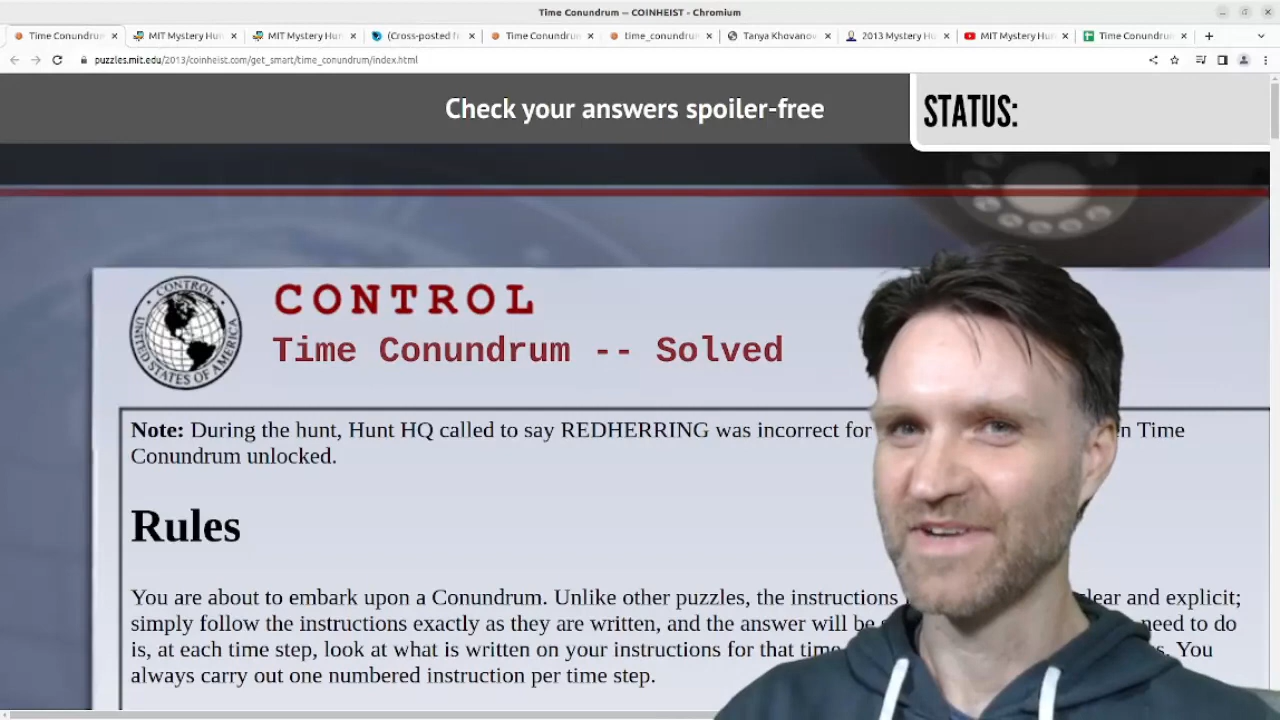 Time Conundrum — COINHEIST - Chromium
Time Conundrum
MIT Mystery Hun
MIT Mystery Hun
(Cross-posted f
Time Conundrum
time_conundrum
Tanya Khovanov
2013 Mystery Hu
MIT Mystery Hun
Time Conundrum
puzzles.mit.edu/2013/coinheist.com/get_smart/time_conundrum/index.html
Check your answers spoiler-free
STATUS:
CONTROL
UNITED STATES OF AMERICA
CONTROL
Time Conundrum -- Solved
Note: During the hunt, Hunt HQ called to say REDHERRING was incorrect for n Time
Conundrum unlocked.
Rules
You are about to embark upon a Conundrum. Unlike other puzzles, the instructions lear and explicit;
simply follow the instructions exactly as they are written, and the answer will be need to do
is, at each time step, look at what is written on your instructions for that time s. You
always carry out one numbered instruction per time step.